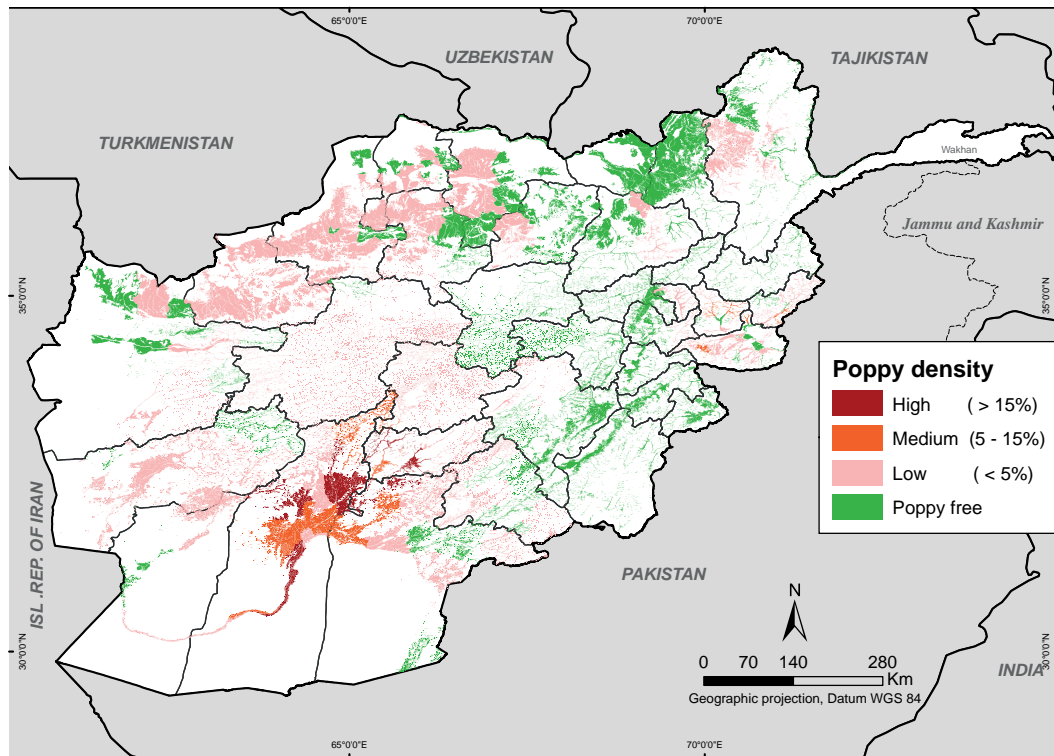 65°0'0"E
70°0'0"E
UZBEKISTAN
TAJIKISTAN
TURKMENISTAN
Wakhan
Jammu and Kashmir
35°0'0"N
35°0'0"N
Poppy density
High ( > 15%)
Medium (5 - 15%)
Low ( < 5%)
Poppy free
ISL .REP. OF IRAN
PAKISTAN
N
30°0'0"N
30°0'0"N
INDIA
0 70 140 280
Km
Geographic projection, Datum WGS 84
65°0'0"E
70°0'0"E